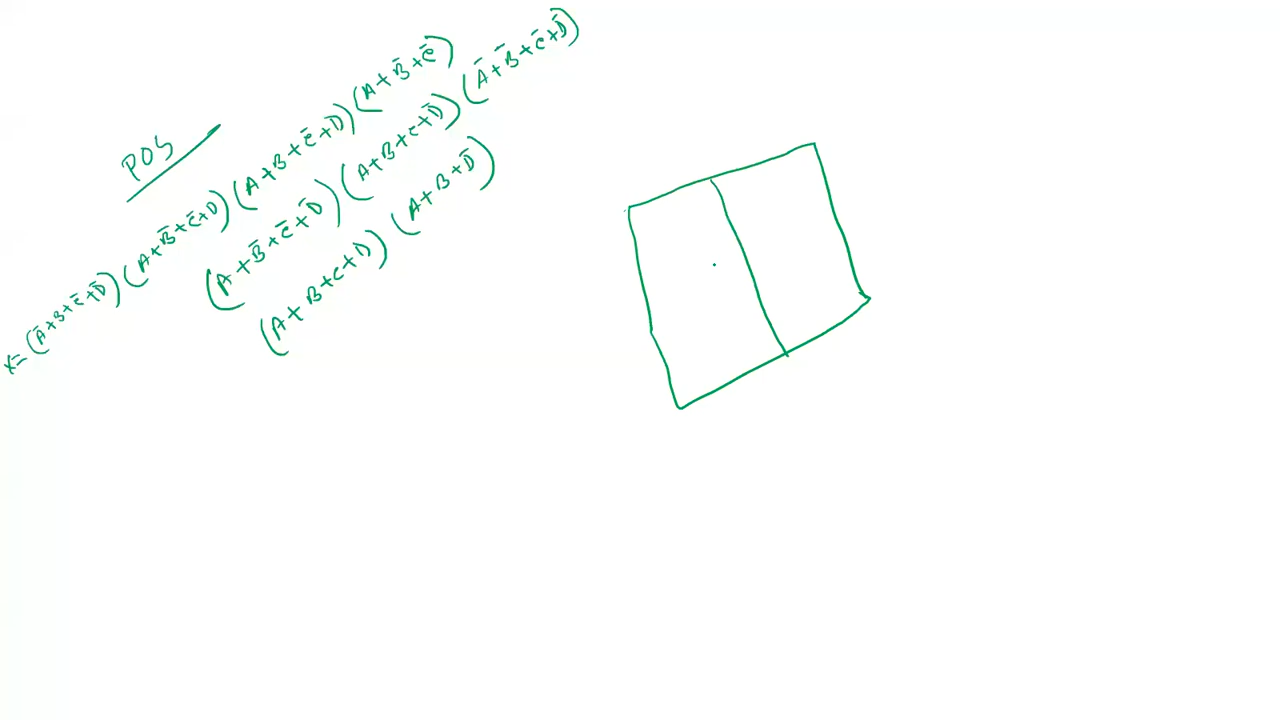 POS
X=(Ā+B+C̄+D̄)(A+B̄+C̄+D)(A+B+C̄+D)(A+B̄+C̄)
(A+B̄+C̄+D̄)(A+B+C+D̄)(Ā+B̄+C̄+D̄)
(A+B+C+D)(A+B+D̄)